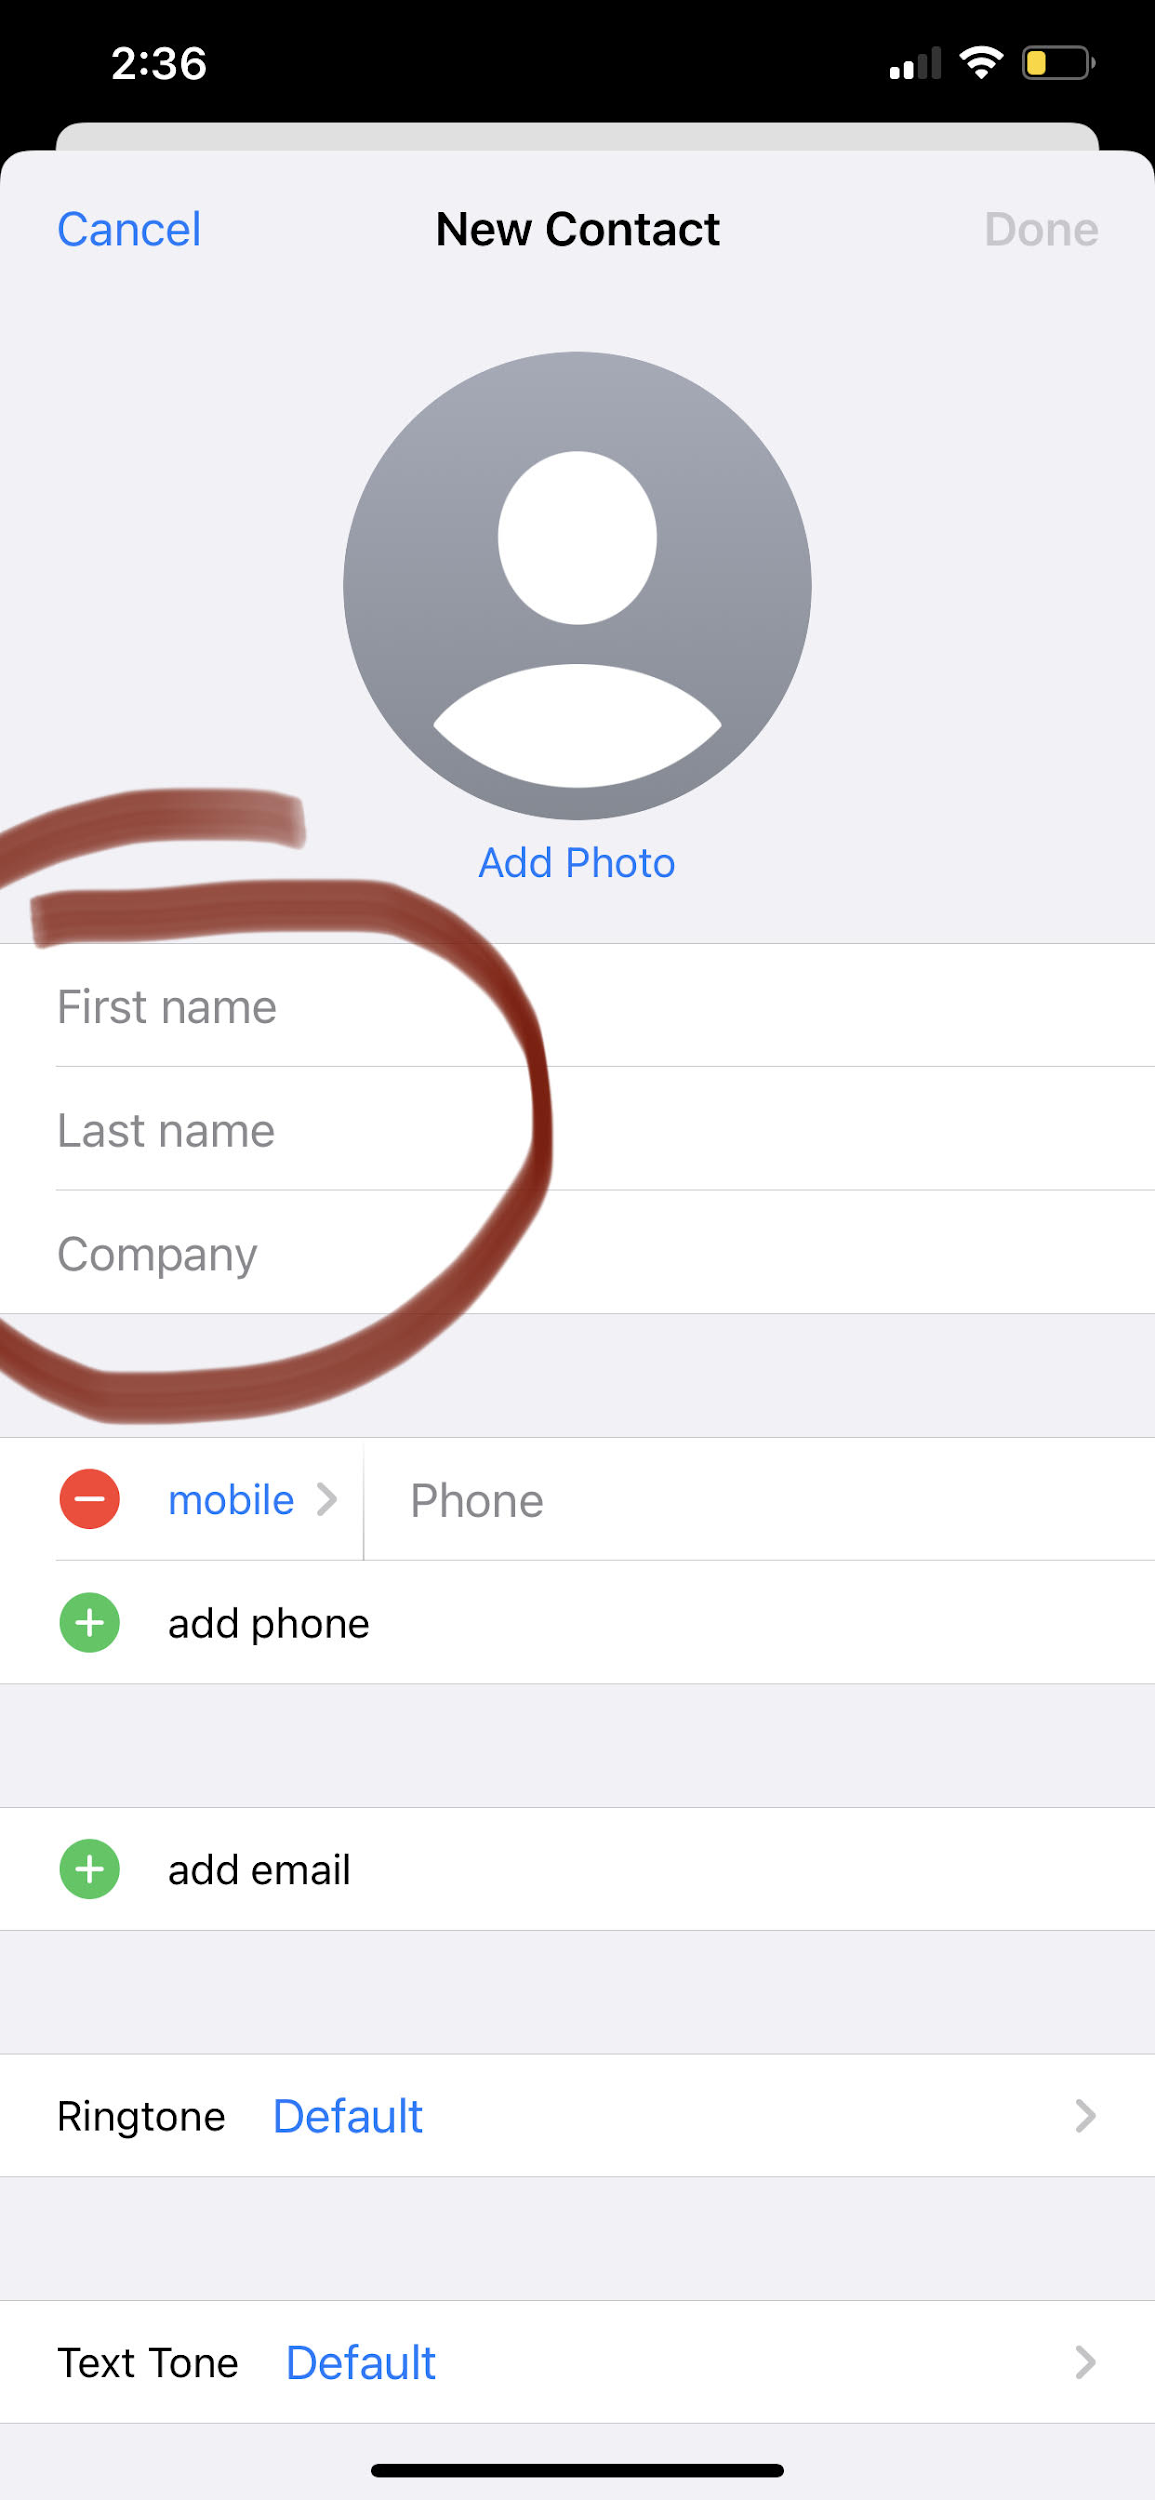 2:36
Cancel New Contact Done
Add Photo
First name
Last name
Company
mobile Phone
add phone
add email
Ringtone Default
Text Tone Default